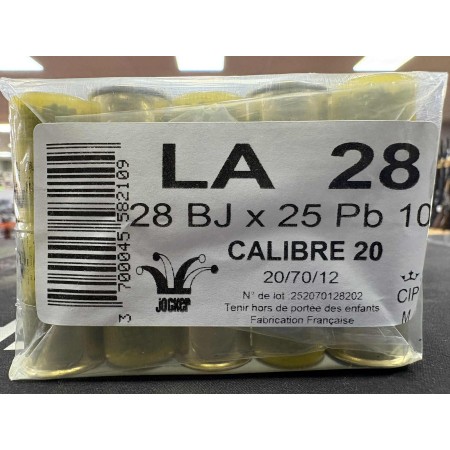 LA 28
28 BJ x 25 Pb 10
CALIBRE 20
20/70/12
N° de lot :252070128202
Tenir hors de portée des enfants
Fabrication Française
CIP
M
JOCKER
3 700045 582109